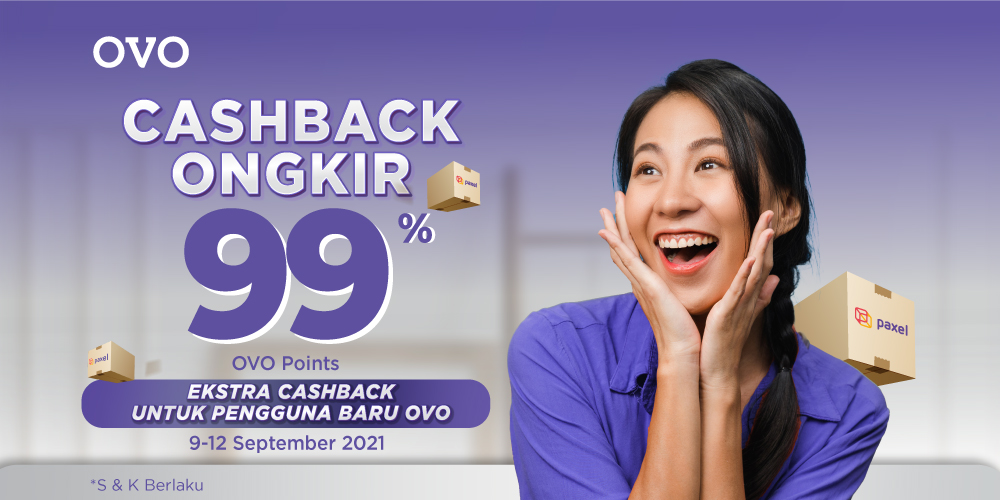 OVO
CASHBACK
ONGKIR
paxel
99%
paxel
OVO Points
paxel
EKSTRA CASHBACK
UNTUK PENGGUNA BARU OVO
9-12 September 2021
*S & K Berlaku